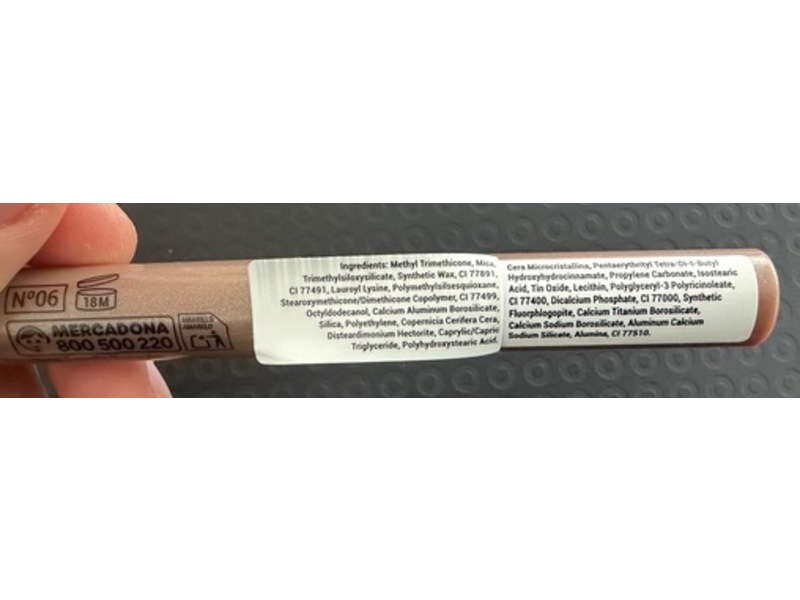 Nº06
18M
MERCADONA
800 500 220
AMARILLO
AMARELO
Ingredients: Methyl Trimethicone, Mica,
Trimethylsiloxysilicate, Synthetic Wax, CI 77891,
CI 77491, Lauroyl Lysine, Polymethylsilsesquioxane,
Stearoxymethicone/Dimethicone Copolymer, CI 77499,
Octyldodecanol, Calcium Aluminum Borosilicate,
Silica, Polyethylene, Copernicia Cerifera Cera,
Disteardimonium Hectorite, Caprylic/Capric
Triglyceride, Polyhydroxystearic Acid,
Cera Microcristallina, Pentaerythrityl Tetra-Di-t-Butyl
Hydroxyhydrocinnamate, Propylene Carbonate, Isostearic
Acid, Tin Oxide, Lecithin, Polyglyceryl-3 Polyricinoleate,
CI 77400, Dicalcium Phosphate, CI 77000, Synthetic
Fluorphlogopite, Calcium Titanium Borosilicate,
Calcium Sodium Borosilicate, Aluminum Calcium
Sodium Silicate, Alumina, CI 77510.